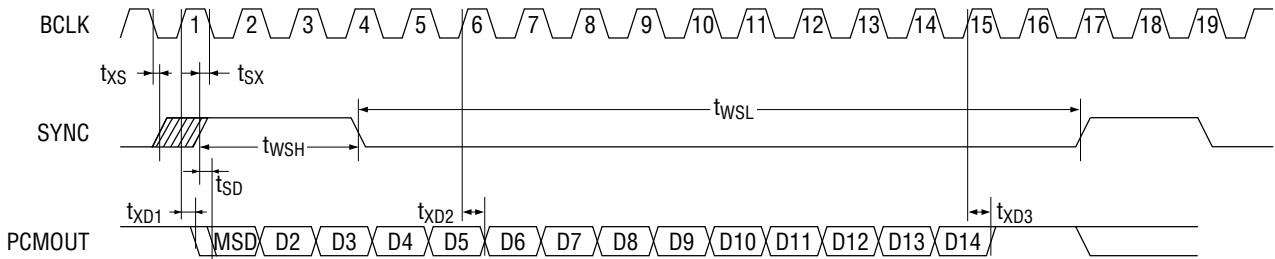 BCLK 1 2 3 4 5 6 7 8 9 10 11 12 13 14 15 16 17 18 19
tXS tSX
SYNC tWSH tWSL
tSD
tXD1 tXD2 tXD3
PCMOUT MSD D2 D3 D4 D5 D6 D7 D8 D9 D10 D11 D12 D13 D14